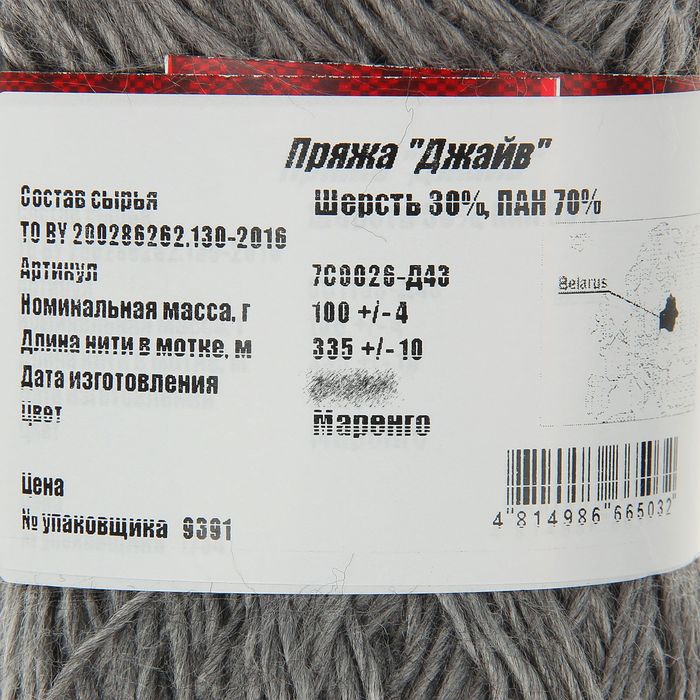 Пряжа "Джайв"
Состав сырья Шерсть 30%, ПАН 70%
ТО BY 200286262.130-2016
Артикул 7С0026-Д43
Номинальная масса, г 100 +/- 4
Длина нити в мотке, м 335 +/- 10
Belarus
Дата изготовления
Цвет Маренго
Цена
№ упаковщика 9391
4"814986"665032"